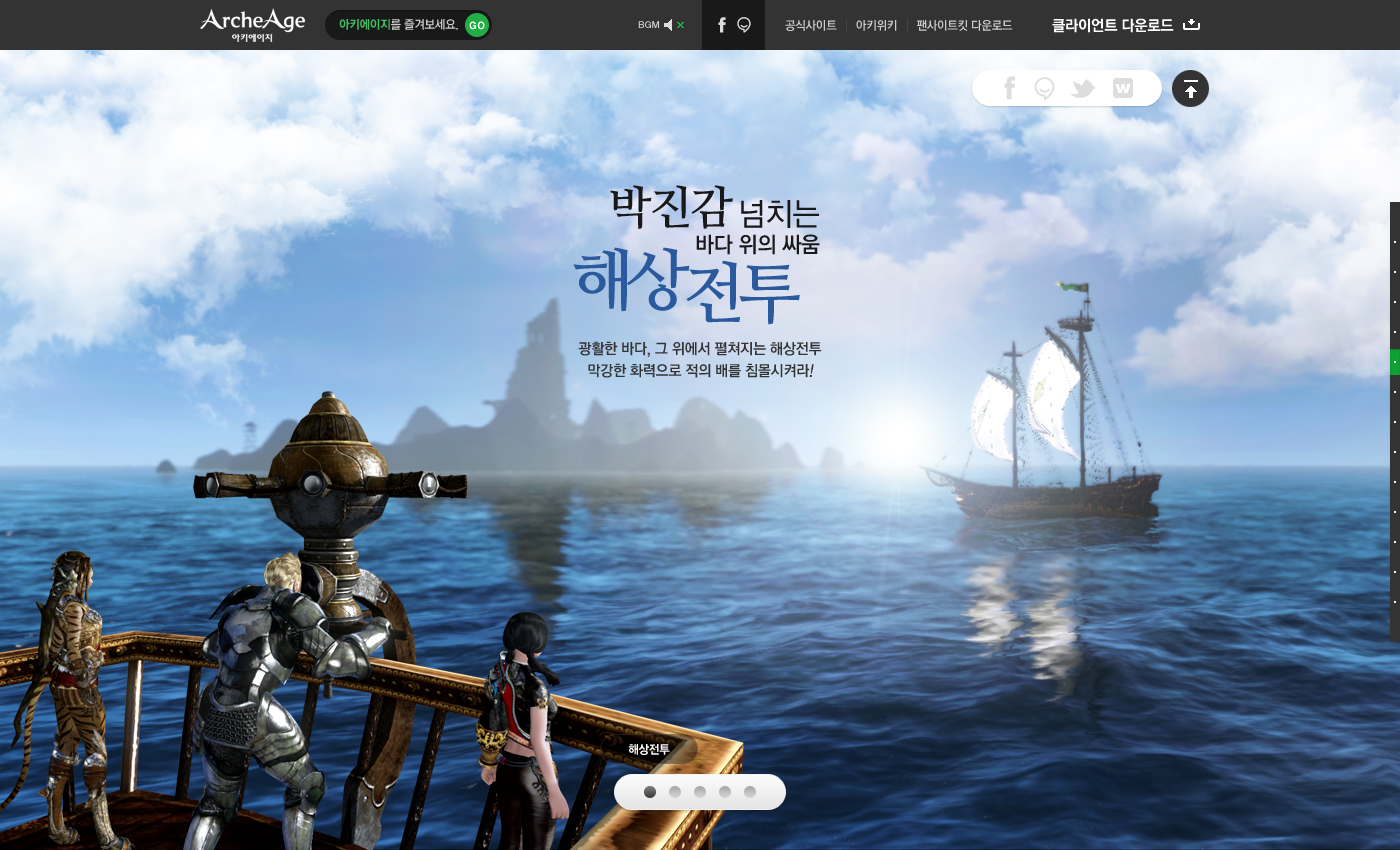 ArcheAge
아키에이지
아키에이지를 즐겨보세요. GO
BGM
공식사이트
아키위키
팬사이트킷 다운로드
클라이언트 다운로드
박진감 넘치는
바다 위의 싸움
해상전투
광활한 바다, 그 위에서 펼쳐지는 해상전투
막강한 화력으로 적의 배를 침몰시켜라!
해상전투